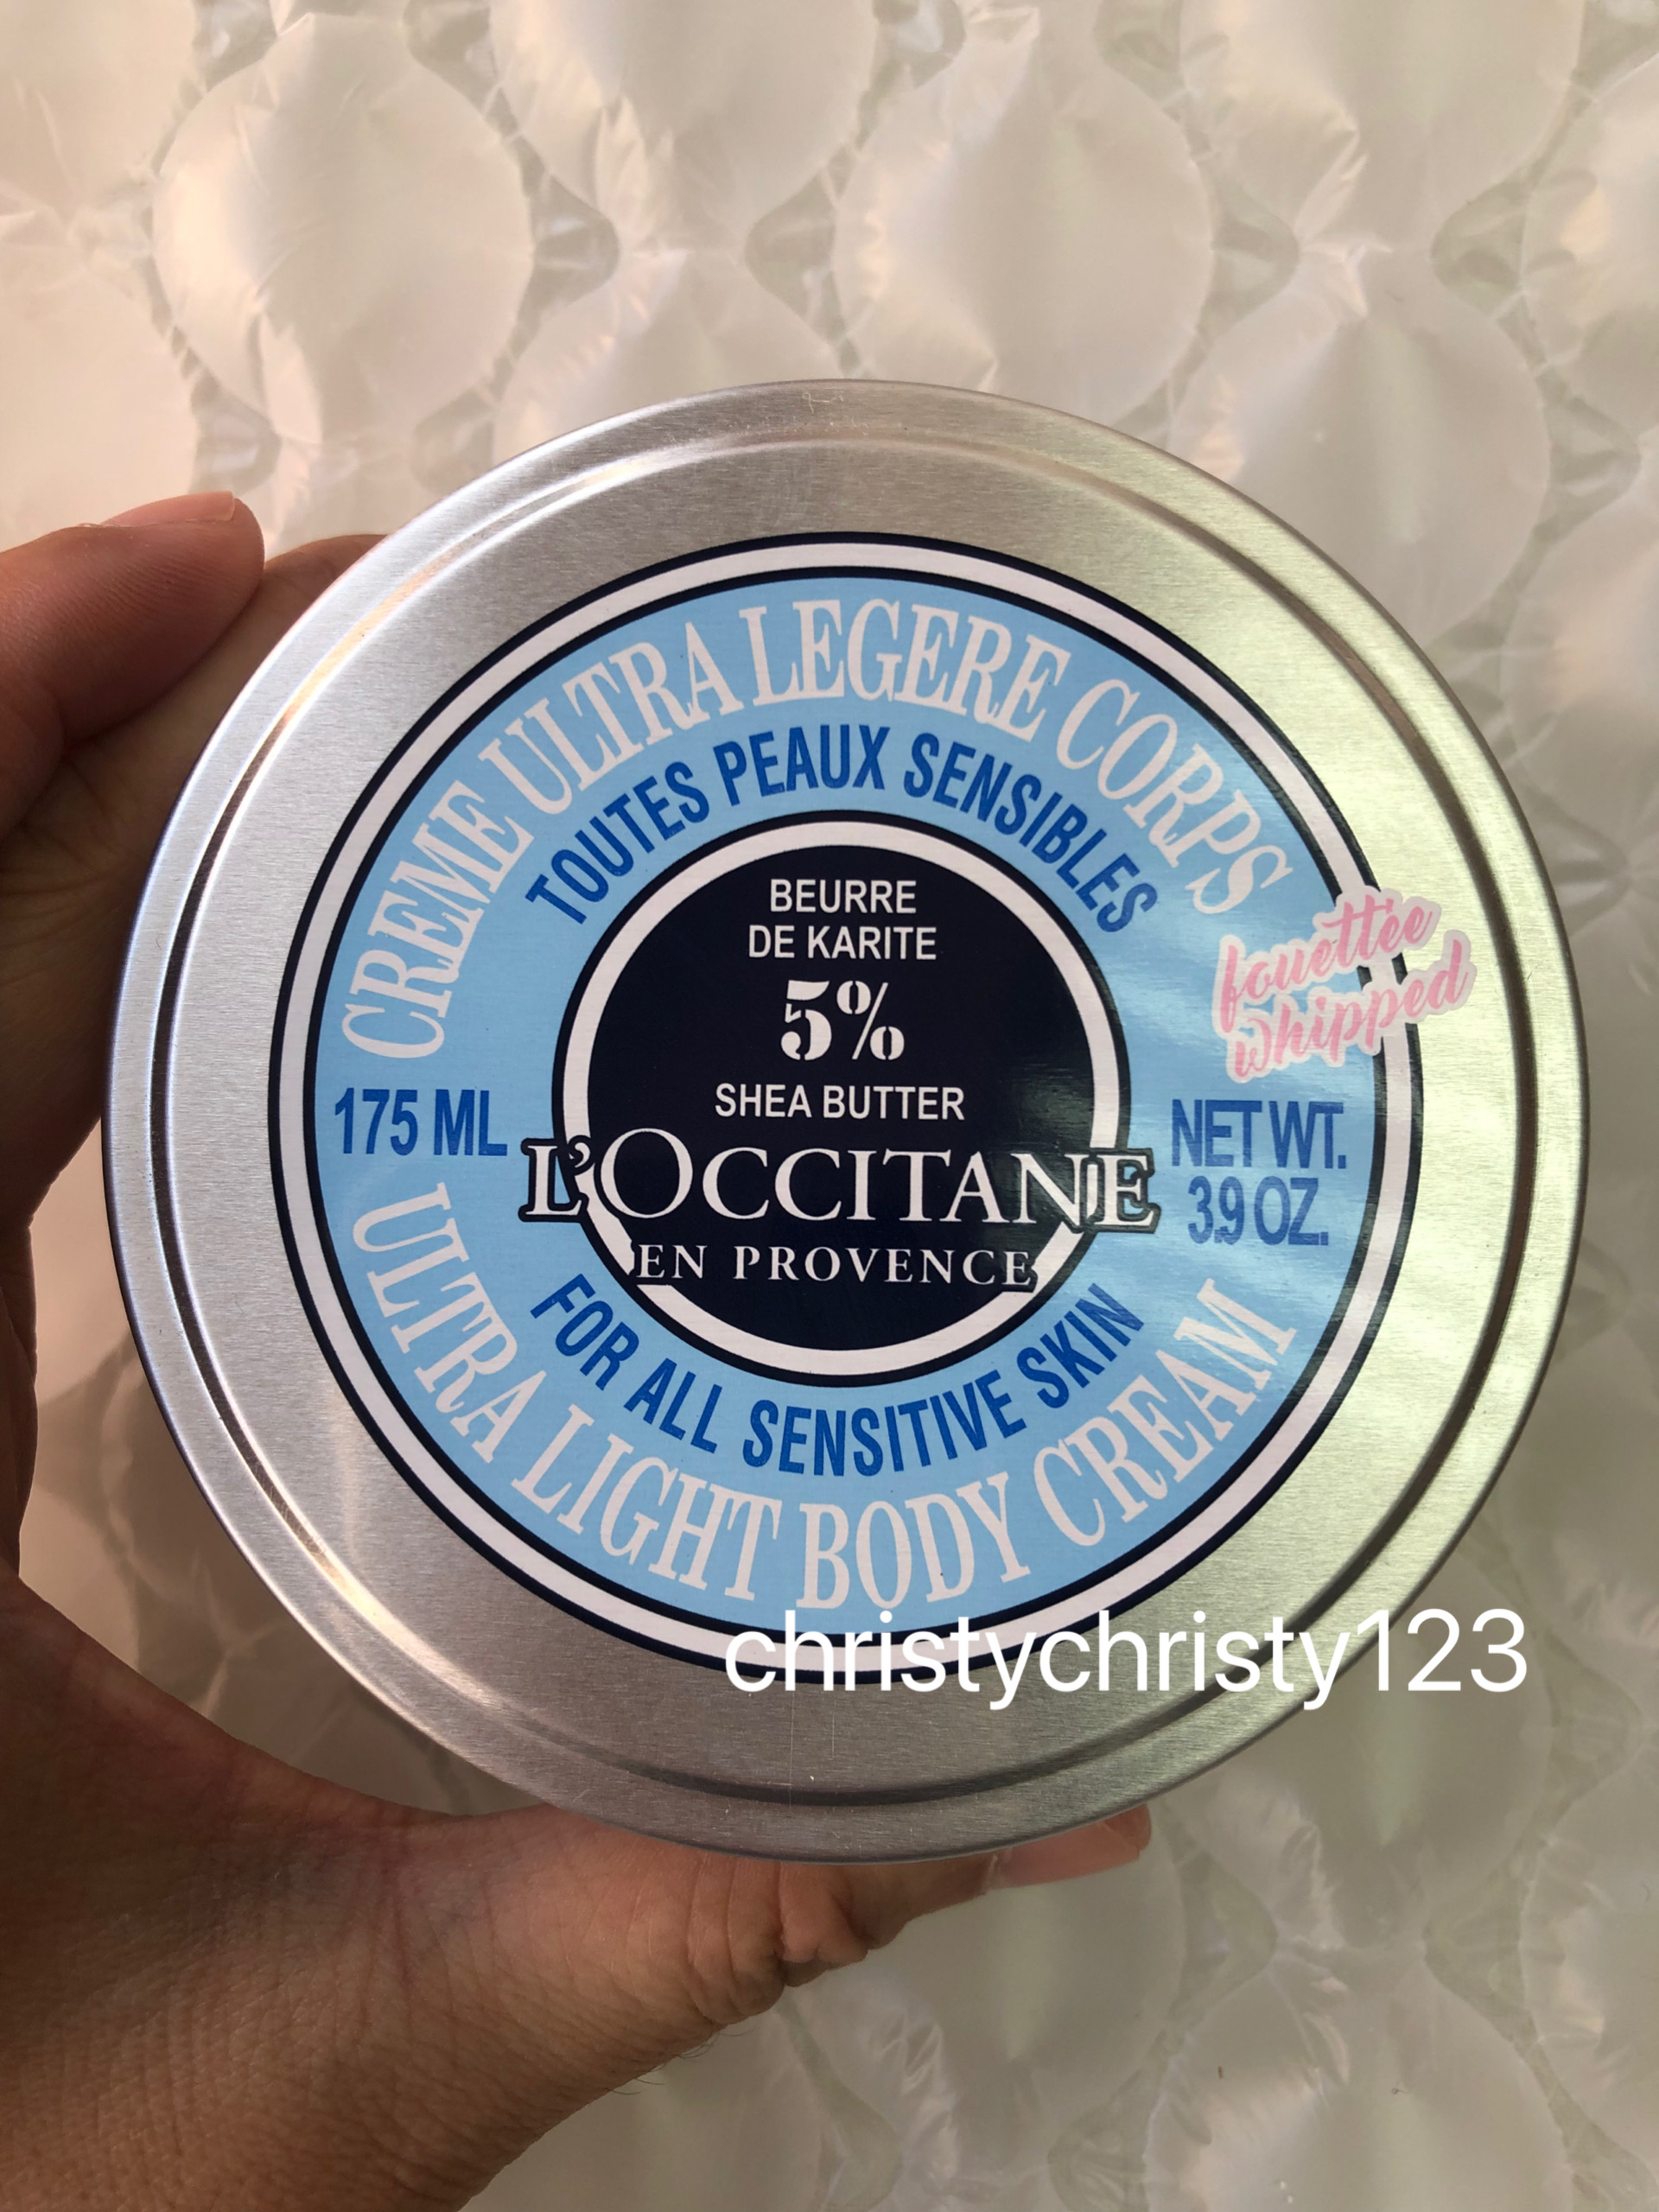 CREME ULTRA LEGERE CORPS
TOUTES PEAUX SENSIBLES
BEURRE
DE KARITE
5%
SHEA BUTTER
fouettée
whipped
175 ML
L'OCCITANE
EN PROVENCE
NET WT.
3.9 OZ.
FOR ALL SENSITIVE SKIN
ULTRA LIGHT BODY CREAM
christychristy123